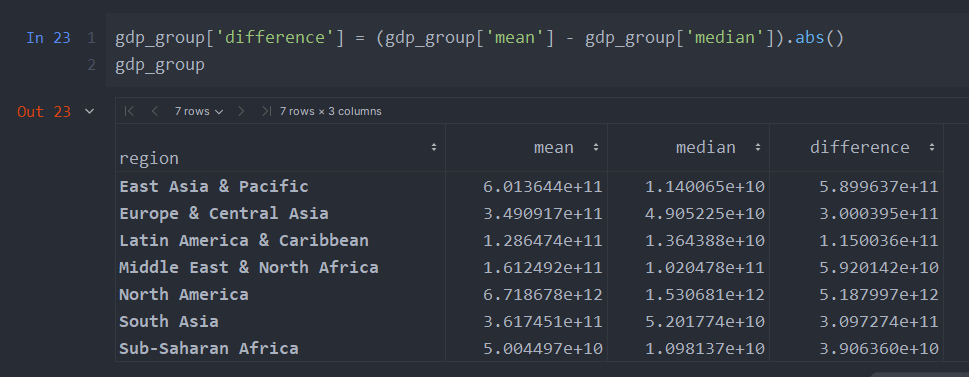 In 23 1 gdp_group['difference'] = (gdp_group['mean'] - gdp_group['median']).abs()
2 gdp_group
Out 23 7 rows 7 rows × 3 columns
region mean median difference
East Asia & Pacific 6.013644e+11 1.140065e+10 5.899637e+11
Europe & Central Asia 3.490917e+11 4.905225e+10 3.000395e+11
Latin America & Caribbean 1.286474e+11 1.364388e+10 1.150036e+11
Middle East & North Africa 1.612492e+11 1.020478e+11 5.920142e+10
North America 6.718678e+12 1.530681e+12 5.187997e+12
South Asia 3.617451e+11 5.201774e+10 3.097274e+11
Sub-Saharan Africa 5.004497e+10 1.098137e+10 3.906360e+10